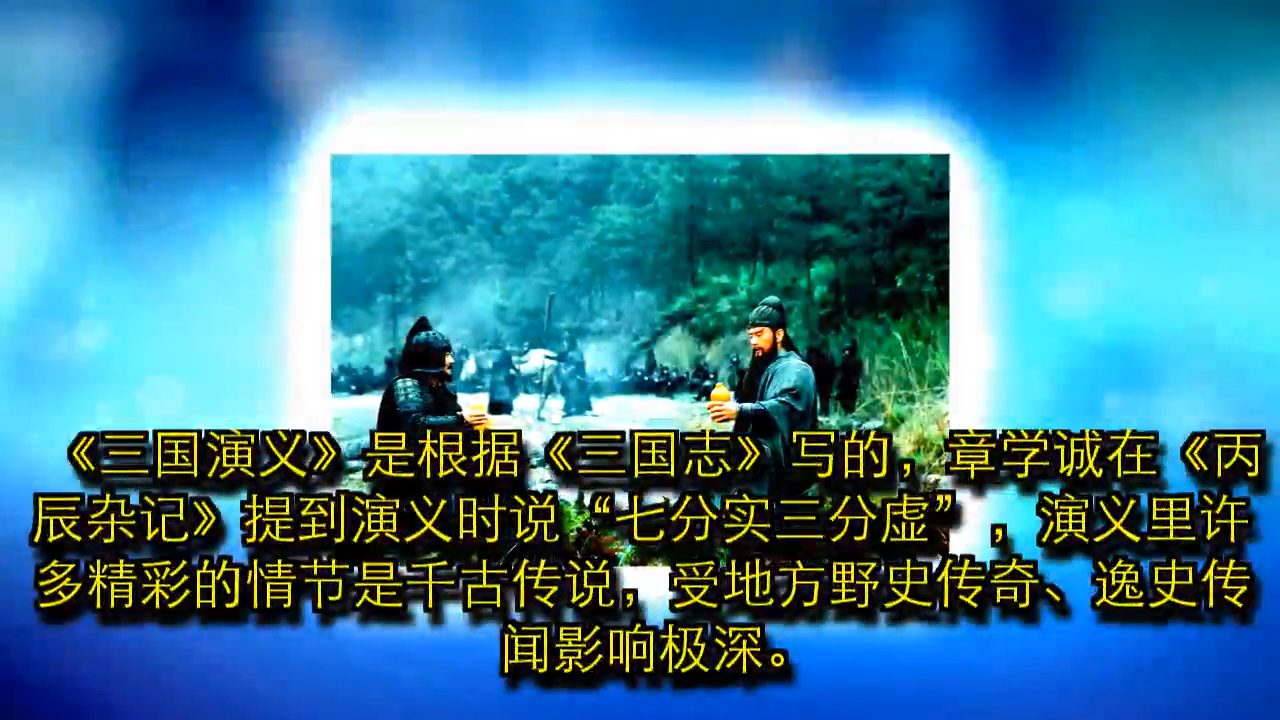 《三国演义》是根据《三国志》写的，章学诚在《丙
辰杂记》提到演义时说“七分实三分虚”，演义里许
多精彩的情节是千古传说，受地方野史传奇、逸史传
闻影响极深。